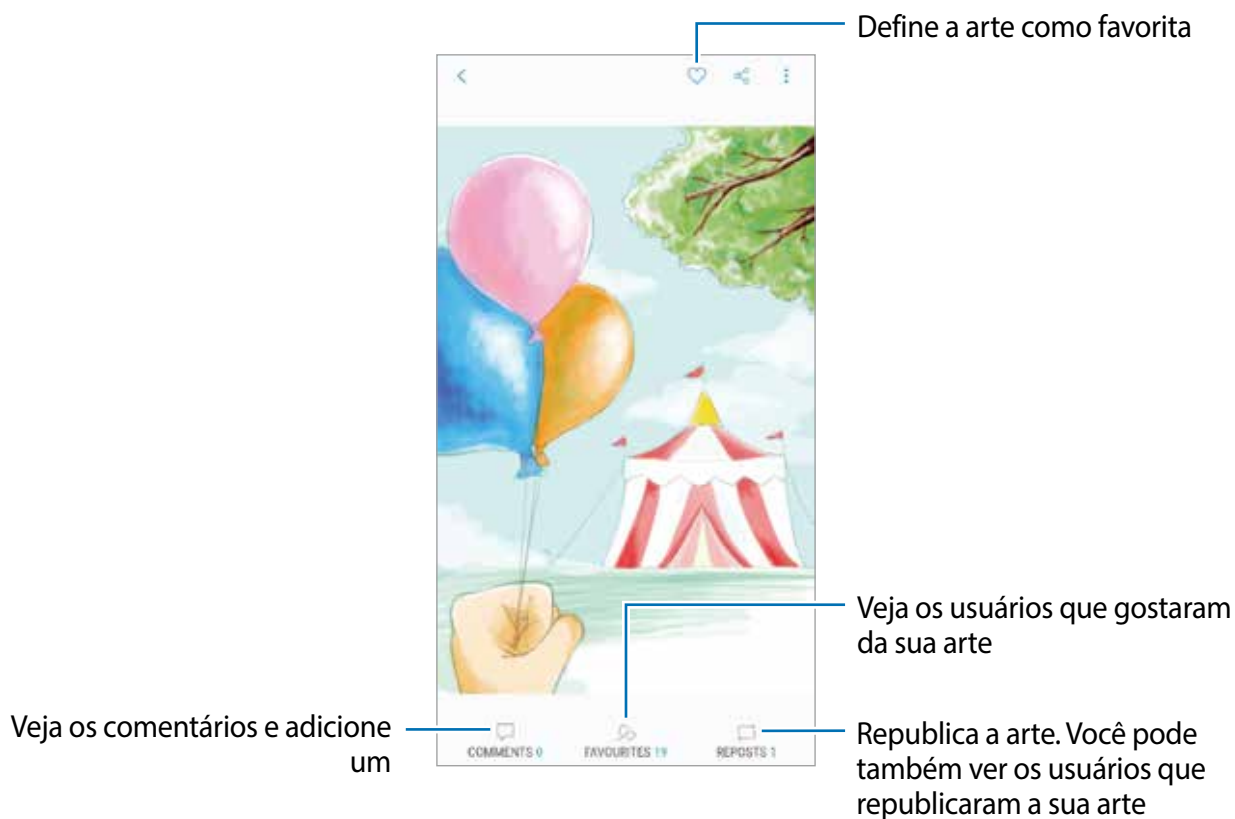 Define a arte como favorita
Veja os usuários que gostaram
da sua arte
Veja os comentários e adicione
um
COMMENTS 0
FAVOURITES 19
REPOSTS 1
Republica a arte. Você pode
também ver os usuários que
republicaram a sua arte